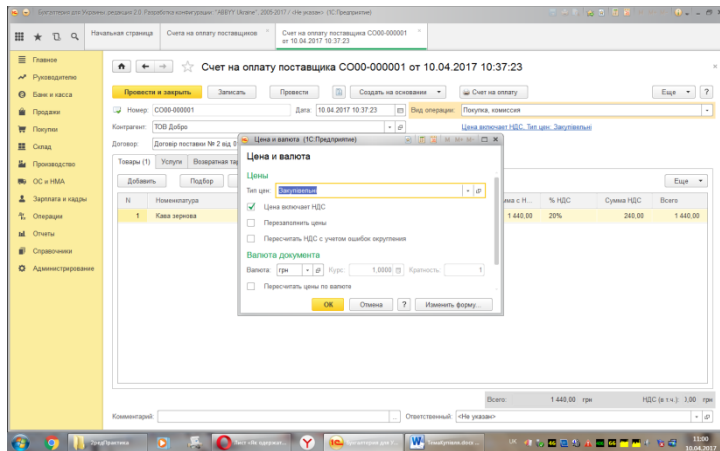 Бухгалтерия для Украины, редакция 2.0. Разработка конфигурации: "ABBYY Ukraine", 2005-2017 / <Не указан> (1С:Предприятие)
Начальная страница
Счета на оплату поставщиков
Счет на оплату поставщика СО00-000001 от 10.04.2017 10:37:23
Главное
Руководителю
Банк и касса
Продажи
Покупки
Склад
Производство
ОС и НМА
Зарплата и кадры
Операции
Отчеты
Справочники
Администрирование
Счет на оплату поставщика СО00-000001 от 10.04.2017 10:37:23
Провести и закрыть Записать Провести Создать на основании Счет на оплату Еще ?
Номер: СО00-000001 Дата: 10.04.2017 10:37:23 Вид операции: Покупка, комиссия
Контрагент: ТОВ Добро Цена включает НДС, Тип цен: Закупівельні
Договор: Договір поставки № 2 від
Товары (1) Услуги Возвратная тар
Добавить Подбор Еще
N Номенклатура % НДС Сумма НДС Всего
1 Кава зернова 1 440,00 20% 240,00 1 440,00
Цена и валюта (1С:Предприятие)
M M+ M-
Цена и валюта
Цены
Тип цен: Закупівельні
Цена включает НДС
Перезаполнить цены
Пересчитать НДС с учетом ошибок округления
Валюта документа
Валюта: грн Курс: 1,0000 Кратность: 1
Пересчитать цены по валюте
ОК Отмена ? Изменить форму...
Всего: 1 440,00 грн НДС (в т.ч.): грн
Комментарий: Ответственный: <Не указан>
UK 11:00
10.04.2017